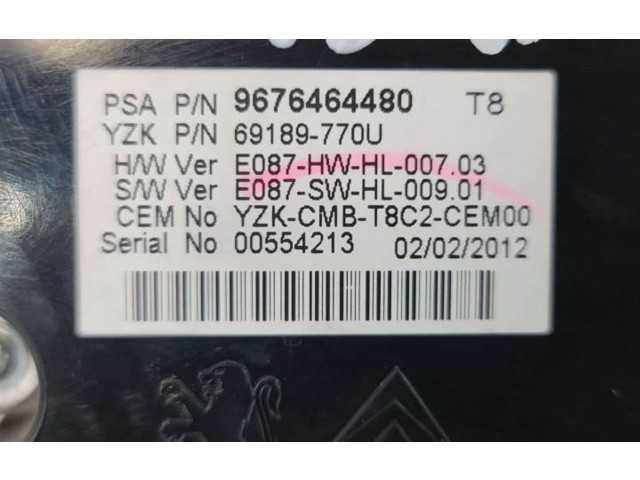 PSA P/N 9676464480 T8
YZK P/N 69189-770U
H/W Ver E087-HW-HL-007.03
S/W Ver E087-SW-HL-009.01
CEM No YZK-CMB-T8C2-CEM00
Serial No 00554213 02/02/2012